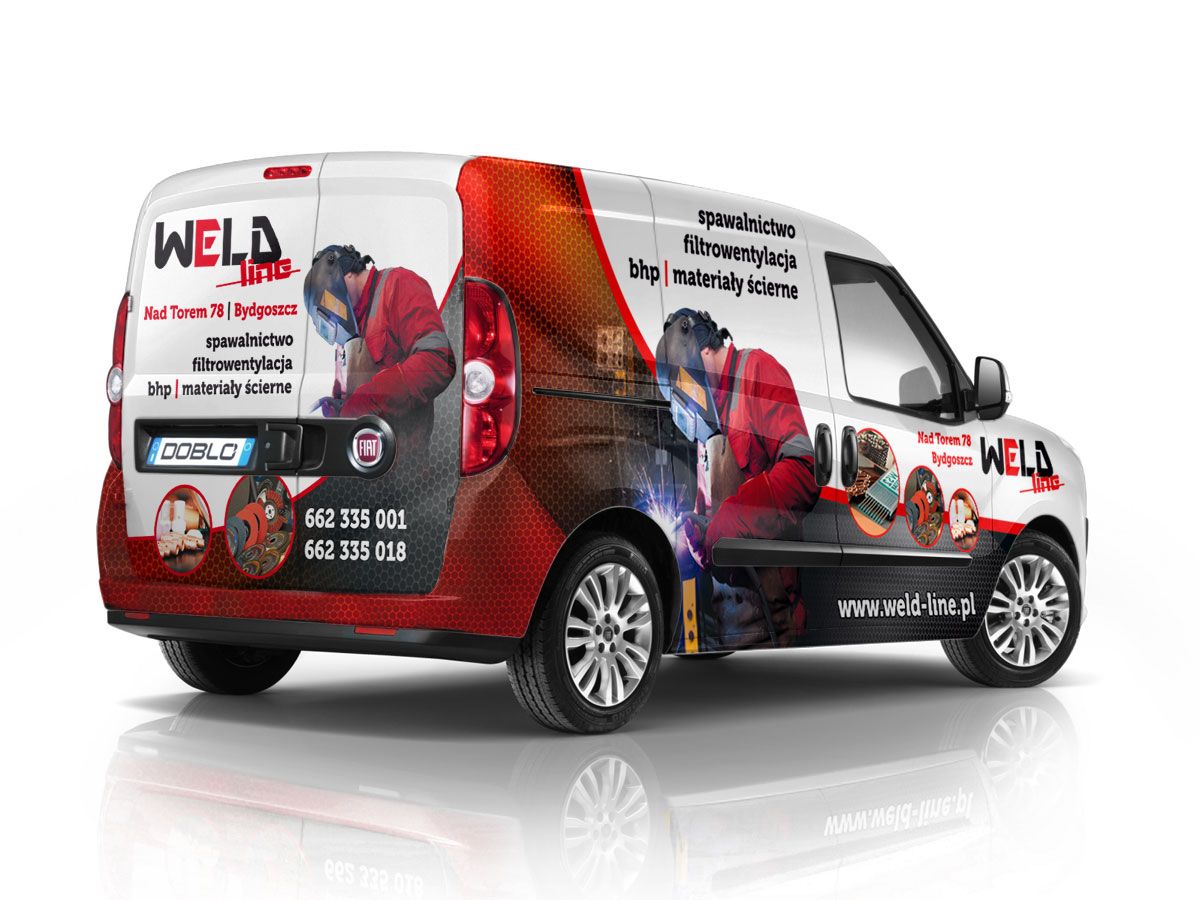 WELD
line
Nad Torem 78 | Bydgoszcz
spawalnictwo
filtrowentylacja
bhp | materiały ścierne
DOBLO
FIAT
662 335 001
662 335 018
spawalnictwo
filtrowentylacja
bhp | materiały ścierne
Nad Torem 78
Bydgoszcz
WELD
line
www.weld-line.pl